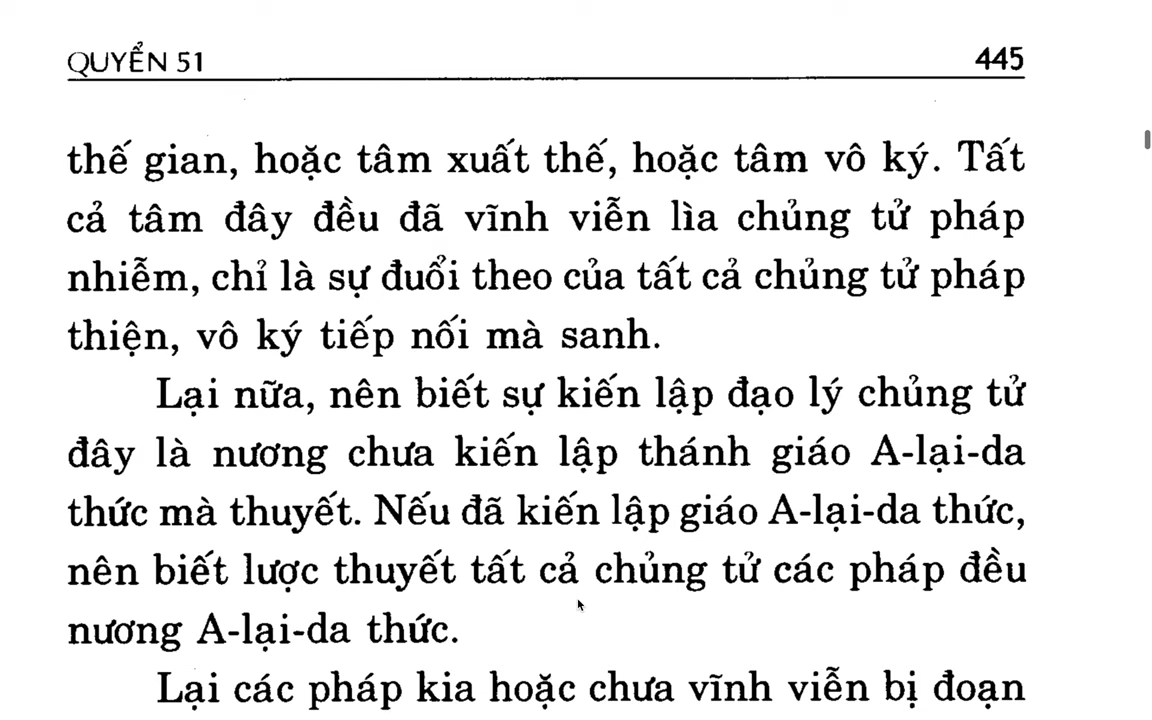 QUYỂN 51 445
thế gian, hoặc tâm xuất thế, hoặc tâm vô ký. Tất
cả tâm đây đều đã vĩnh viễn lìa chủng tử pháp
nhiễm, chỉ là sự đuổi theo của tất cả chủng tử pháp
thiện, vô ký tiếp nối mà sanh.
Lại nữa, nên biết sự kiến lập đạo lý chủng tử
đây là nương chưa kiến lập thánh giáo A-lại-da
thức mà thuyết. Nếu đã kiến lập giáo A-lại-da thức,
nên biết lược thuyết tất cả chủng tử các pháp đều
nương A-lại-da thức.
Lại các pháp kia hoặc chưa vĩnh viễn bị đoạn